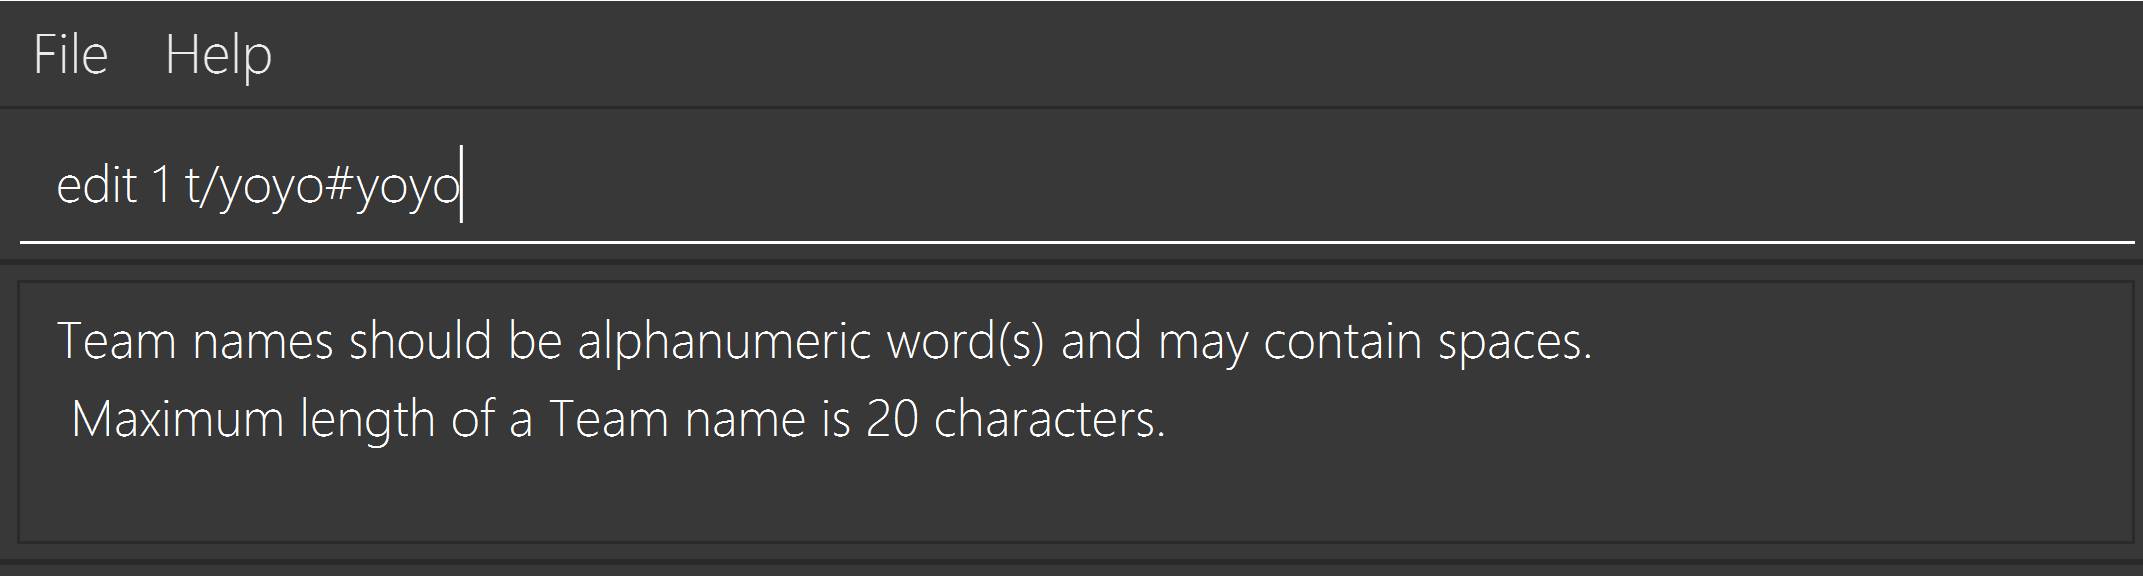 File Help
edit 1 t/yoyo#yoyo
Team names should be alphanumeric word(s) and may contain spaces.
Maximum length of a Team name is 20 characters.